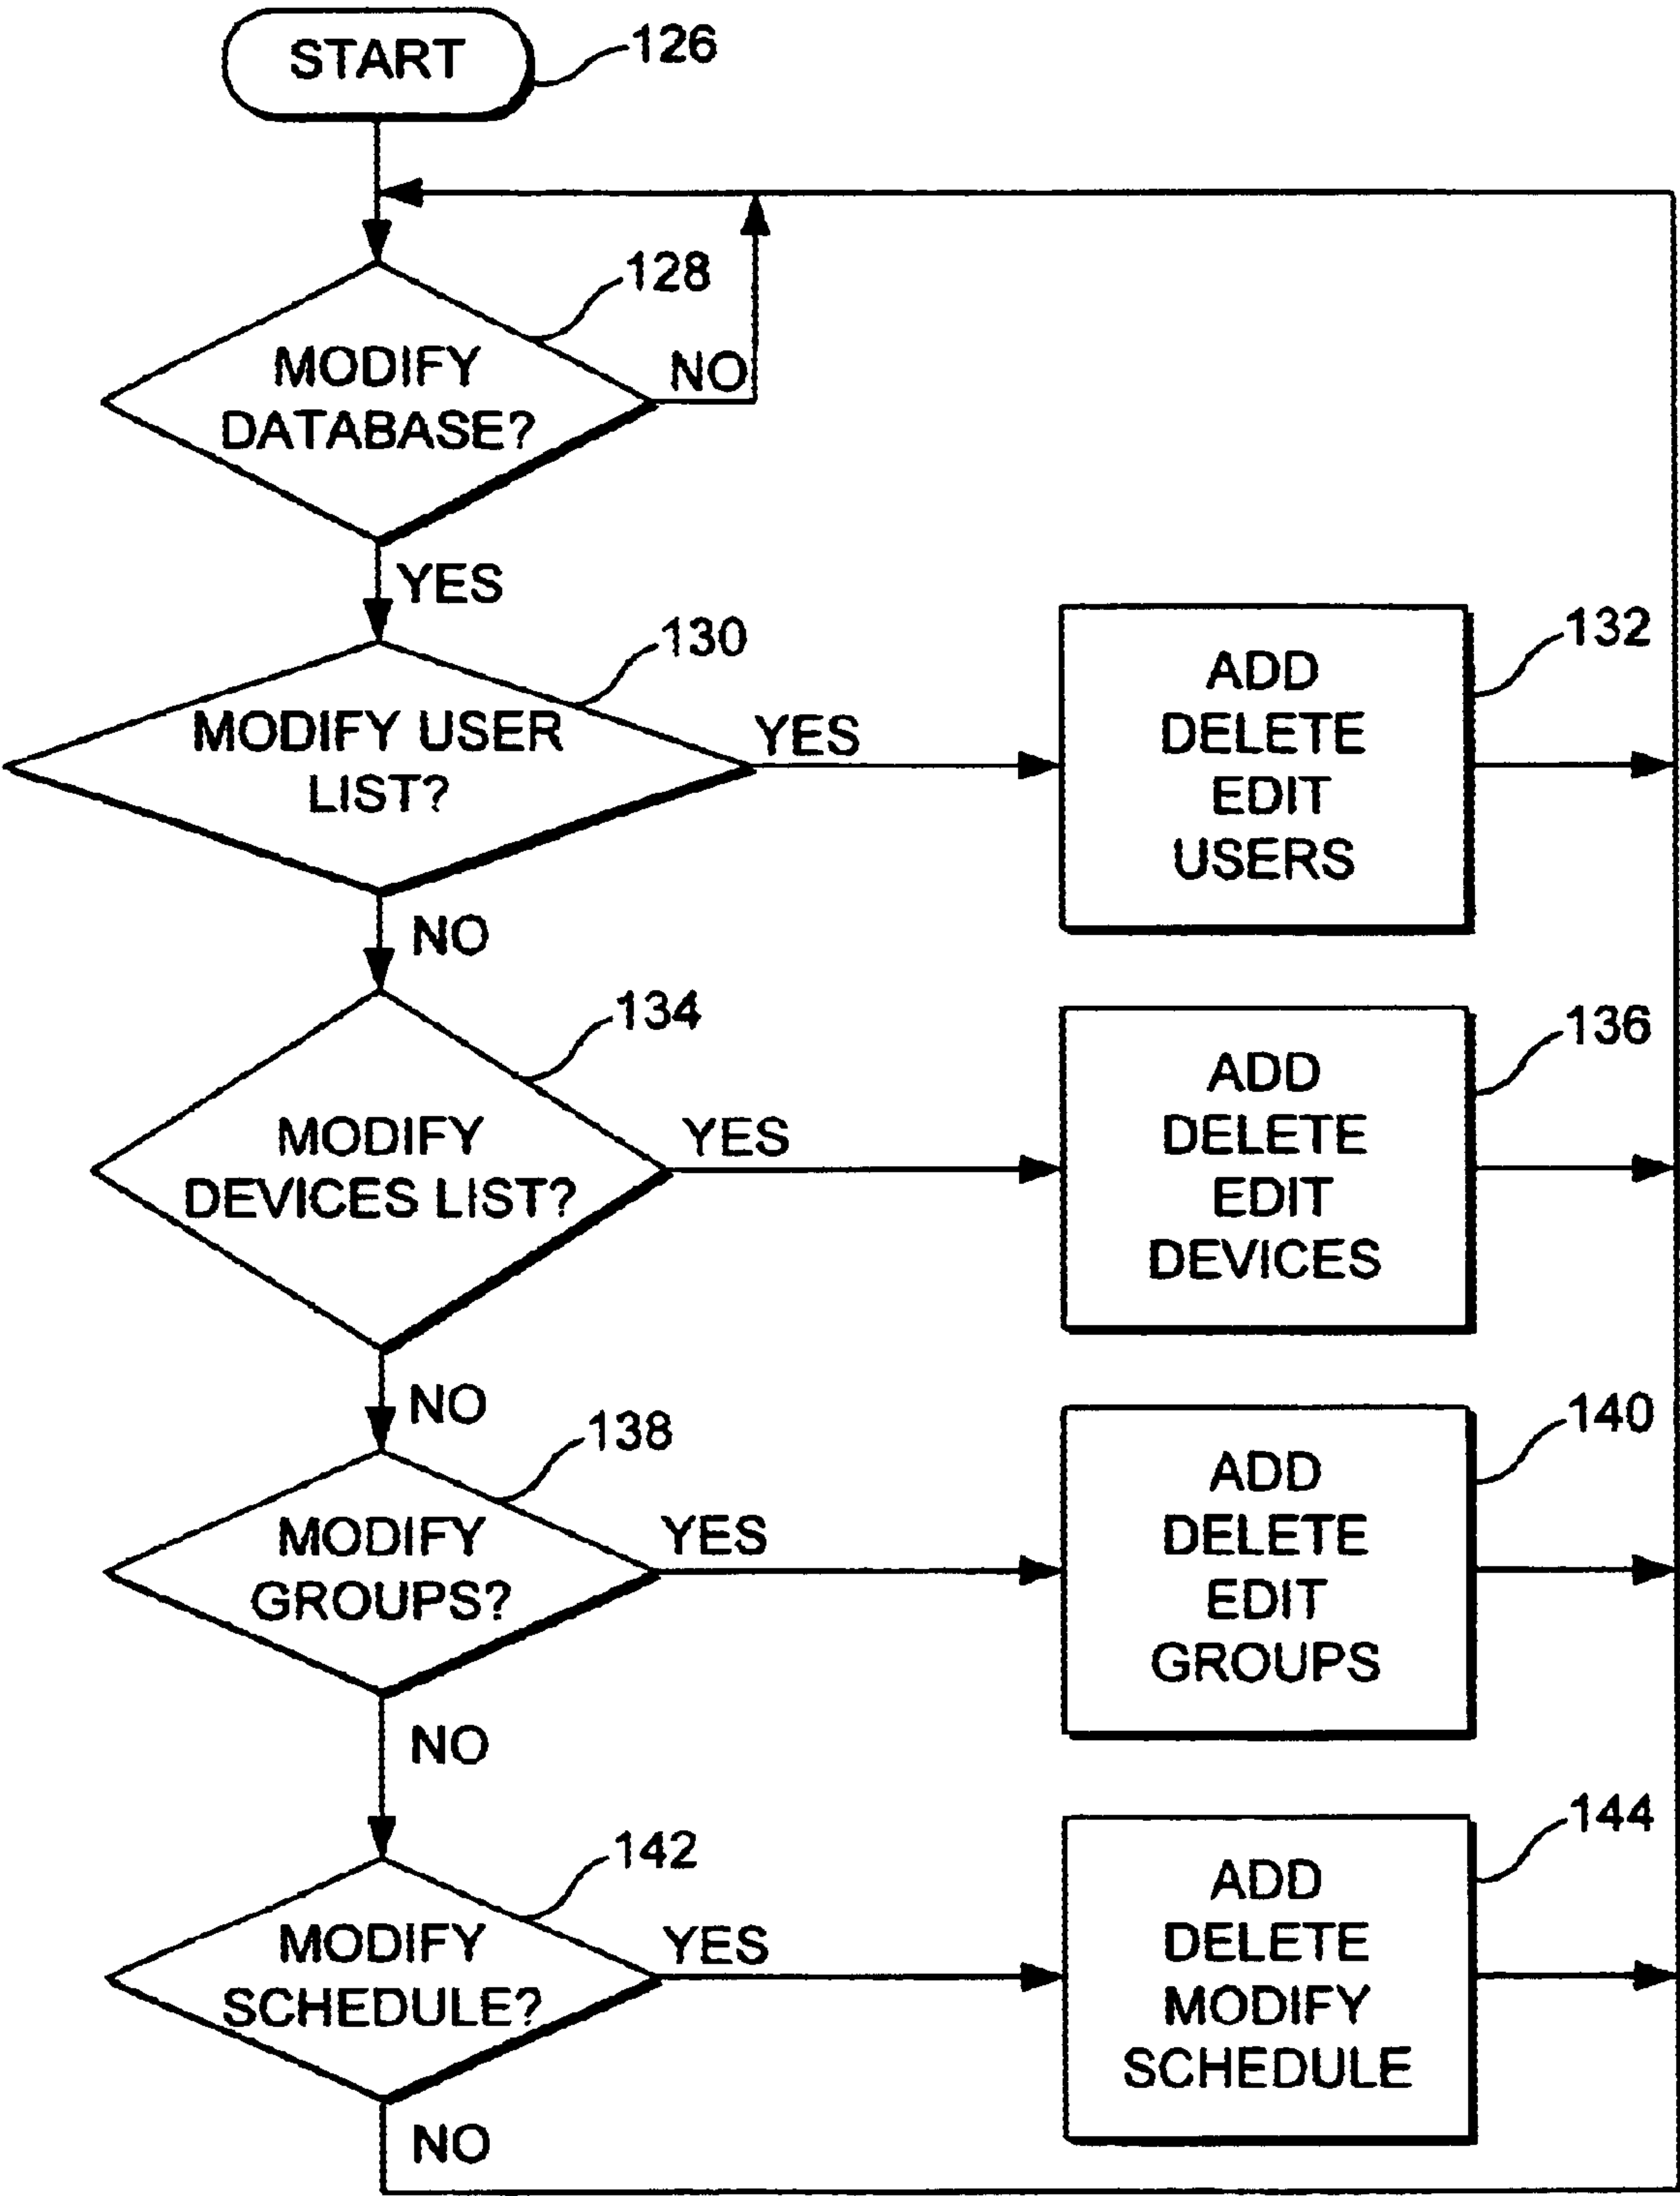 START
126
128
MODIFY
DATABASE?
NO
YES
130
MODIFY USER
LIST?
YES
132
ADD
DELETE
EDIT
USERS
NO
134
MODIFY
DEVICES LIST?
YES
136
ADD
DELETE
EDIT
DEVICES
NO
138
MODIFY
GROUPS?
YES
140
ADD
DELETE
EDIT
GROUPS
NO
142
MODIFY
SCHEDULE?
YES
144
ADD
DELETE
MODIFY
SCHEDULE
NO